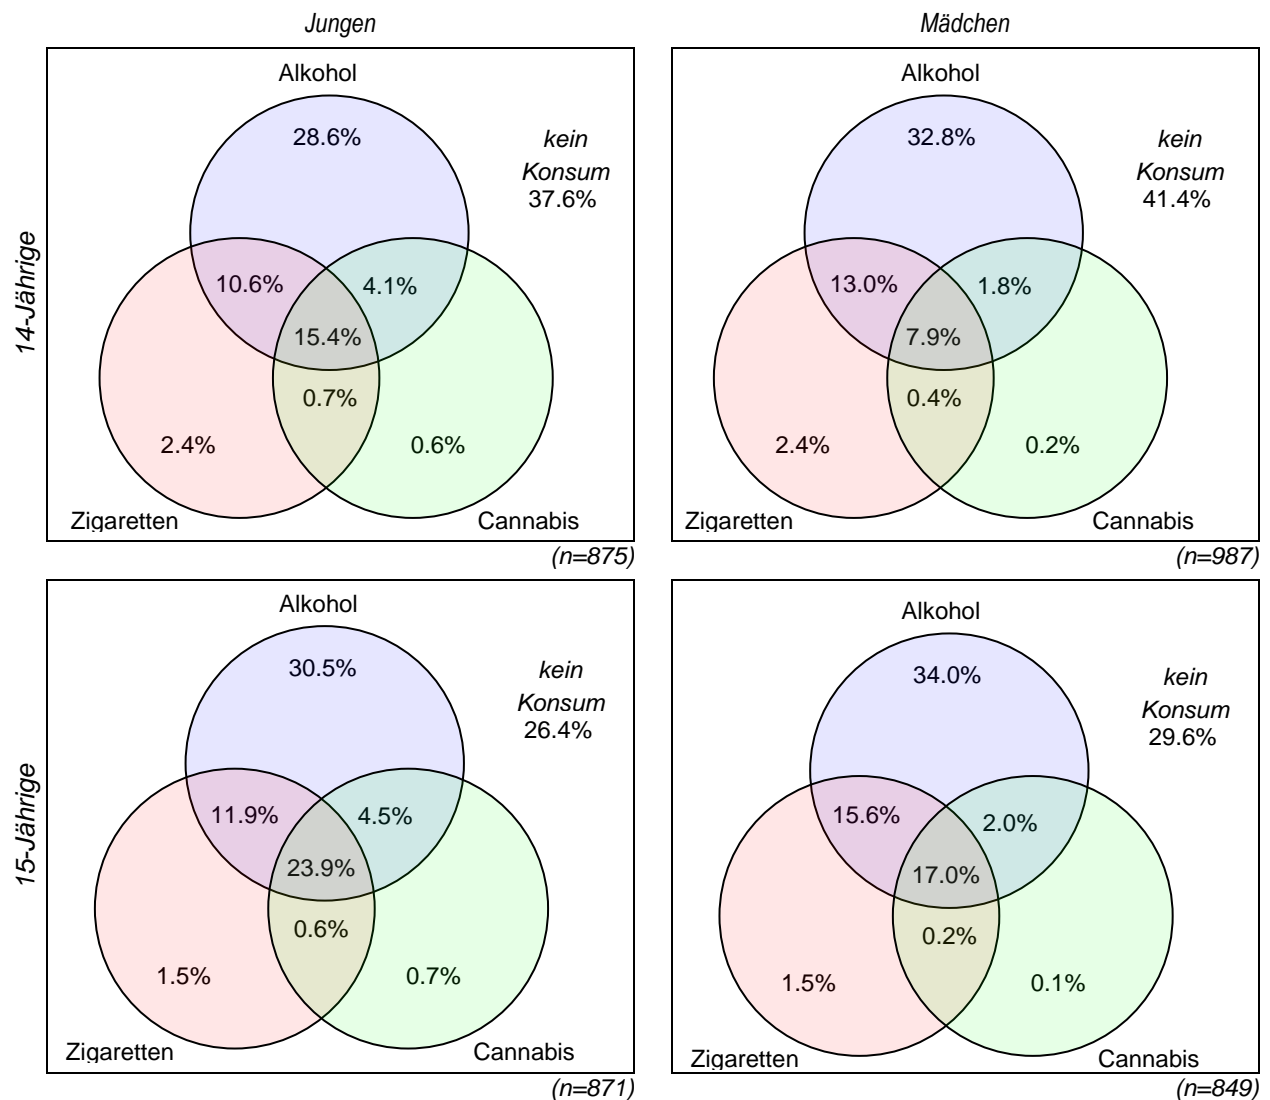 Jungen
Mädchen
14-Jährige
Alkohol
28.6%
kein
Konsum
37.6%
10.6%
4.1%
15.4%
0.7%
2.4%
0.6%
Zigaretten
Cannabis
(n=875)
Alkohol
32.8%
kein
Konsum
41.4%
13.0%
1.8%
7.9%
0.4%
2.4%
0.2%
Zigaretten
Cannabis
(n=987)
15-Jährige
Alkohol
30.5%
kein
Konsum
26.4%
11.9%
4.5%
23.9%
0.6%
1.5%
0.7%
Zigaretten
Cannabis
(n=871)
Alkohol
34.0%
kein
Konsum
29.6%
15.6%
2.0%
17.0%
0.2%
1.5%
0.1%
Zigaretten
Cannabis
(n=849)